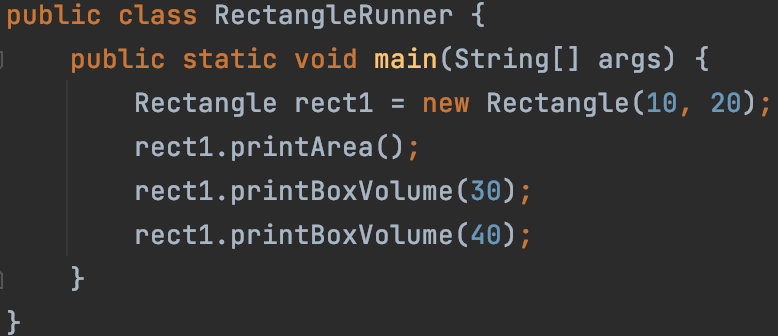 public class RectangleRunner {
    public static void main(String[] args) {
        Rectangle rect1 = new Rectangle(10, 20);
        rect1.printArea();
        rect1.printBoxVolume(30);
        rect1.printBoxVolume(40);
    }
}